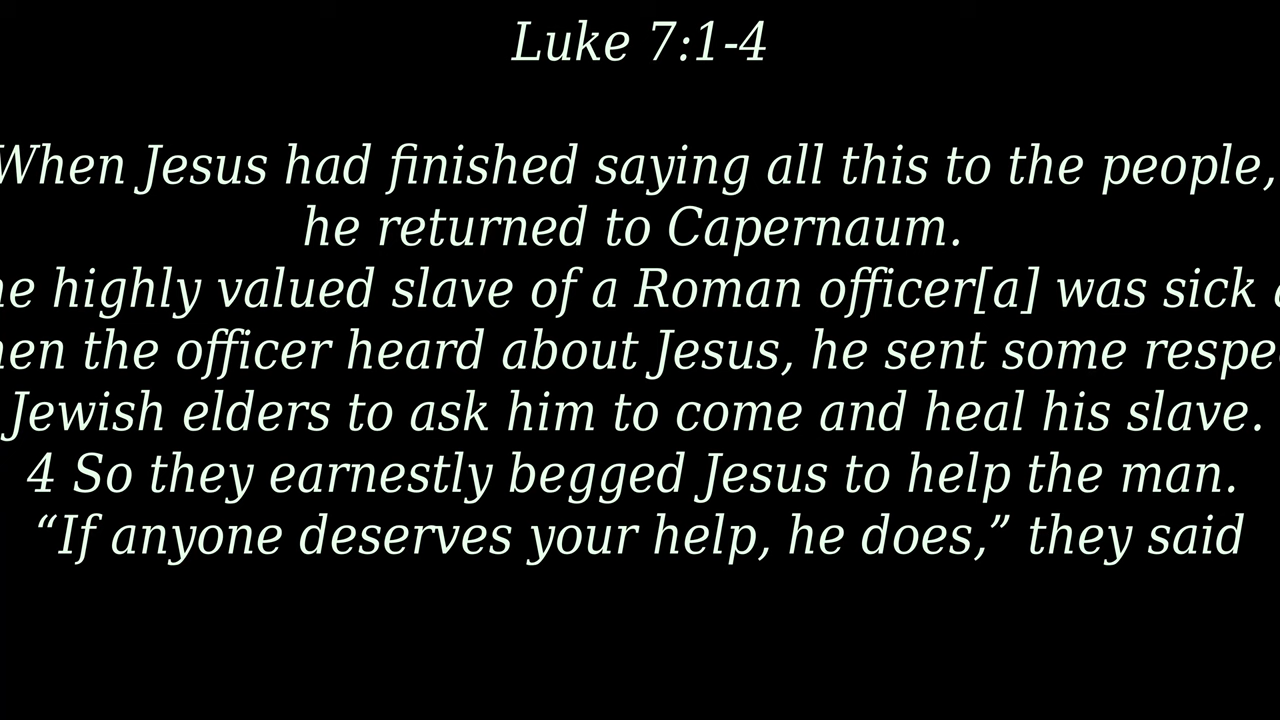 Luke 7:1-4
When Jesus had finished saying all this to the people,
he returned to Capernaum.
highly valued slave of a Roman officer[a] was sick
the officer heard about Jesus, he sent some
Jewish elders to ask him to come and heal his slave.
4 So they earnestly begged Jesus to help the man.
“If anyone deserves your help, he does,” they said